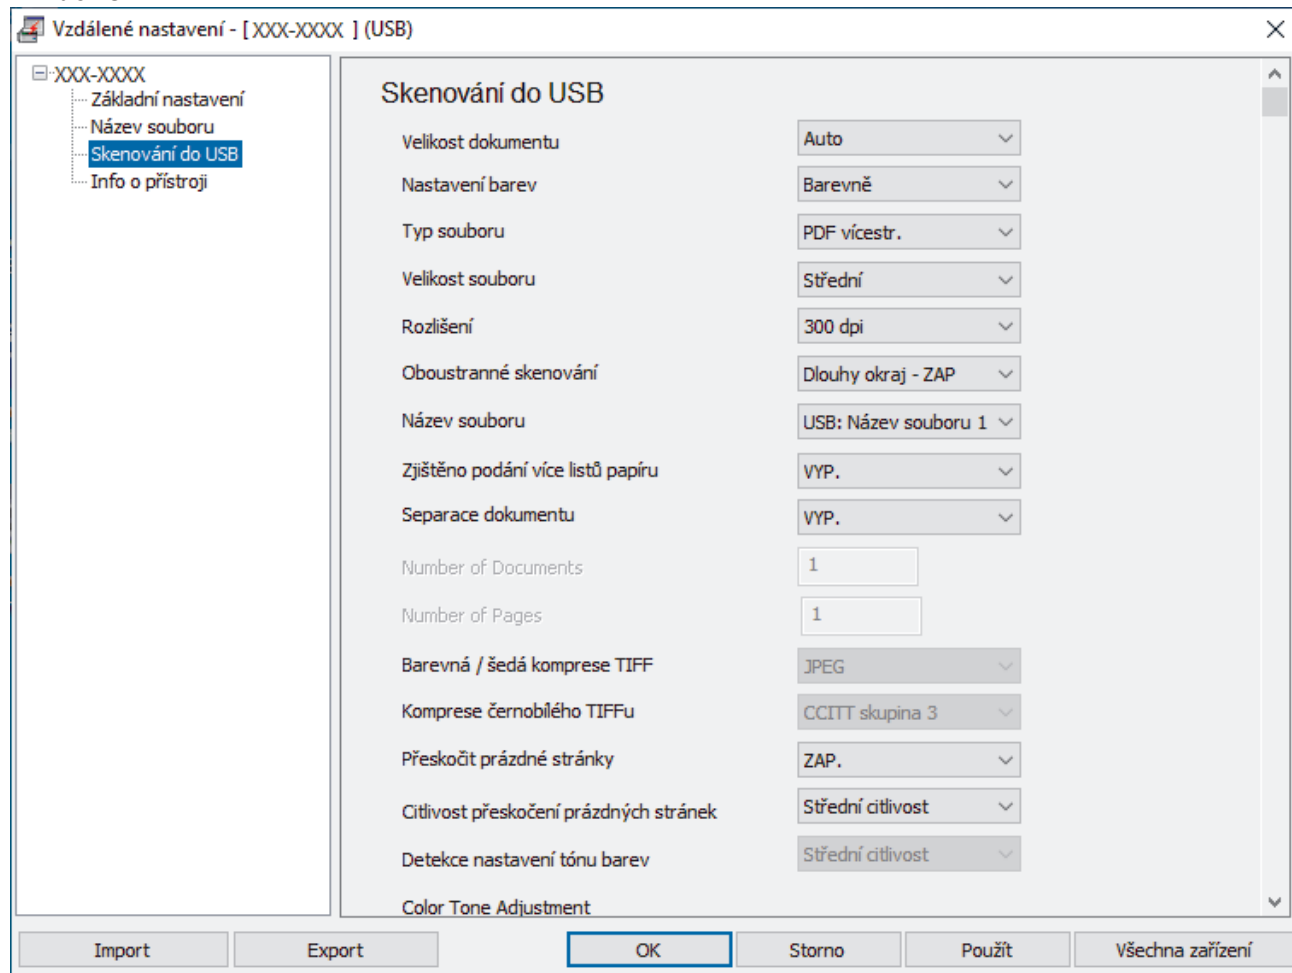 Vzdálené nastavení - [ XXX-XXXX ] (USB)
XXX-XXXX
Základní nastavení
Název souboru
Skenování do USB
Info o přístroji
Skenování do USB
Velikost dokumentu Auto
Nastavení barev Barevně
Typ souboru PDF vícestr.
Velikost souboru Střední
Rozlišení 300 dpi
Oboustranné skenování Dlouhy okraj - ZAP
Název souboru USB: Název souboru 1
Zjištěno podání více listů papíru VYP.
Separace dokumentu VYP.
Number of Documents 1
Number of Pages 1
Barevná / šedá komprese TIFF JPEG
Komprese černobílého TIFFu CCITT skupina 3
Přeskočit prázdné stránky ZAP.
Citlivost přeskočení prázdných stránek Střední citlivost
Detekce nastavení tónu barev Střední citlivost
Color Tone Adjustment
Import Export OK Storno Použít Všechna zařízení